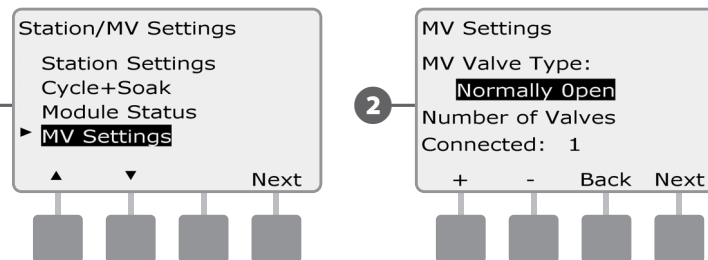 Station/MV Settings
Station Settings
Cycle+Soak
Module Status
► MV Settings
▲ ▼ Next
2
MV Settings
MV Valve Type:
Normally 0pen
Number of Valves
Connected: 1
+ - Back Next